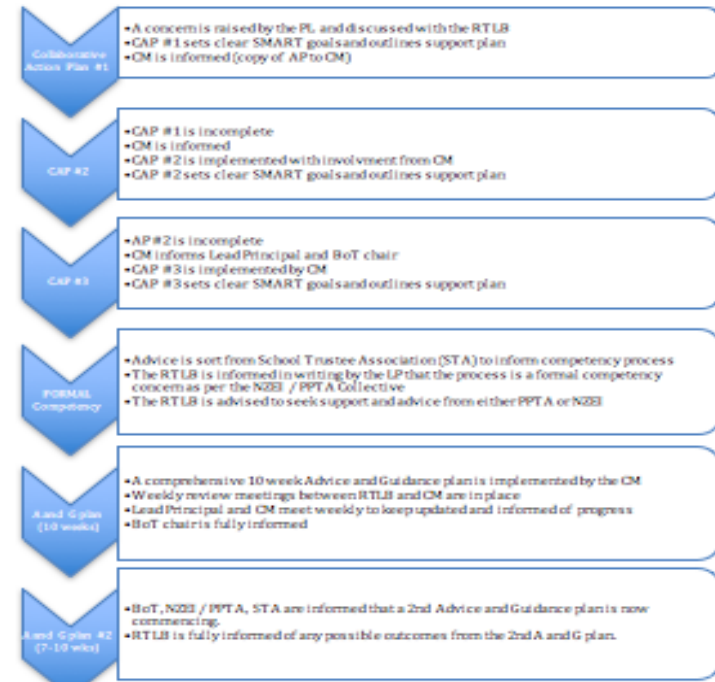 Collaborative
Action Plan #1
•A concern is raised by the PL and discussed with the RTLB
•CAP #1 sets clear SMART goals and outlines support plan
•CM is informed (copy of AP to CM)
CAP #2
•CAP #1 is incomplete
•CM is informed
•CAP #2 is implemented with involvment from CM
•CAP #2 sets clear SMART goals and outlines support plan
CAP #3
•AP #2 is incomplete
•CM informs Lead Principal and BoT chair
•CAP #3 is implemented by CM
•CAP #3 sets clear SMART goals and outlines support plan
FORMAL
Competency
•Advice is sort from School Trustee Association (STA) to inform competency process
•The RTLB is informed in writing by the LP that the process is a formal competency
concern as per the NZEI / PPTA Collective
•The RTLB is advised to seek support and advice from either PPTA or NZEI
A and G plan
(10 weeks)
•A comprehensive 10 week Advice and Guidance plan is implemented by the CM
•Weekly review meetings between RTLB and CM are in place
•Lead Principal and CM meet weekly to keep updated and informed of progress
•BoT chair is fully informed
A and G plan #2
(7-10 wks)
•BoT, NZEI / PPTA, STA are informed that a 2nd Advice and Guidance plan is now
commencing.
•RTLB is fully informed of any possible outcomes from the 2nd A and G plan.